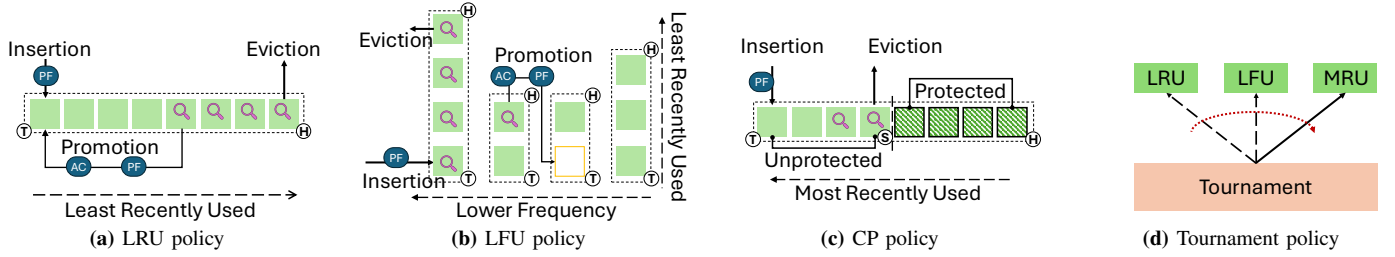 Insertion
Eviction
PF
T
H
Promotion
AC
PF
Least Recently Used
(a) LRU policy
H
Eviction
Promotion
AC
PF
H
H
H
PF
Insertion
T
T
T
T
Lower Frequency
Least Recently Used
(b) LFU policy
Insertion
Eviction
PF
Protected
T
S
H
Unprotected
Most Recently Used
(c) CP policy
LRU
LFU
MRU
Tournament
(d) Tournament policy